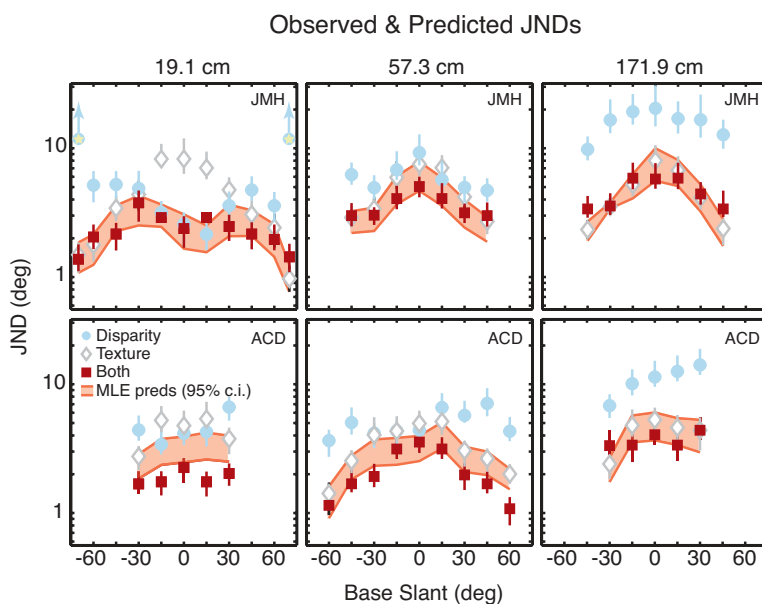 Observed & Predicted JNDs
19.1 cm 57.3 cm 171.9 cm
JMH JMH JMH
10
1
JND (deg)
ACD ACD ACD
Disparity
Texture
Both
MLE preds (95% c.i.)
10
1
-60 -30 0 30 60 -60 -30 0 30 60 -60 -30 0 30 60
Base Slant (deg)